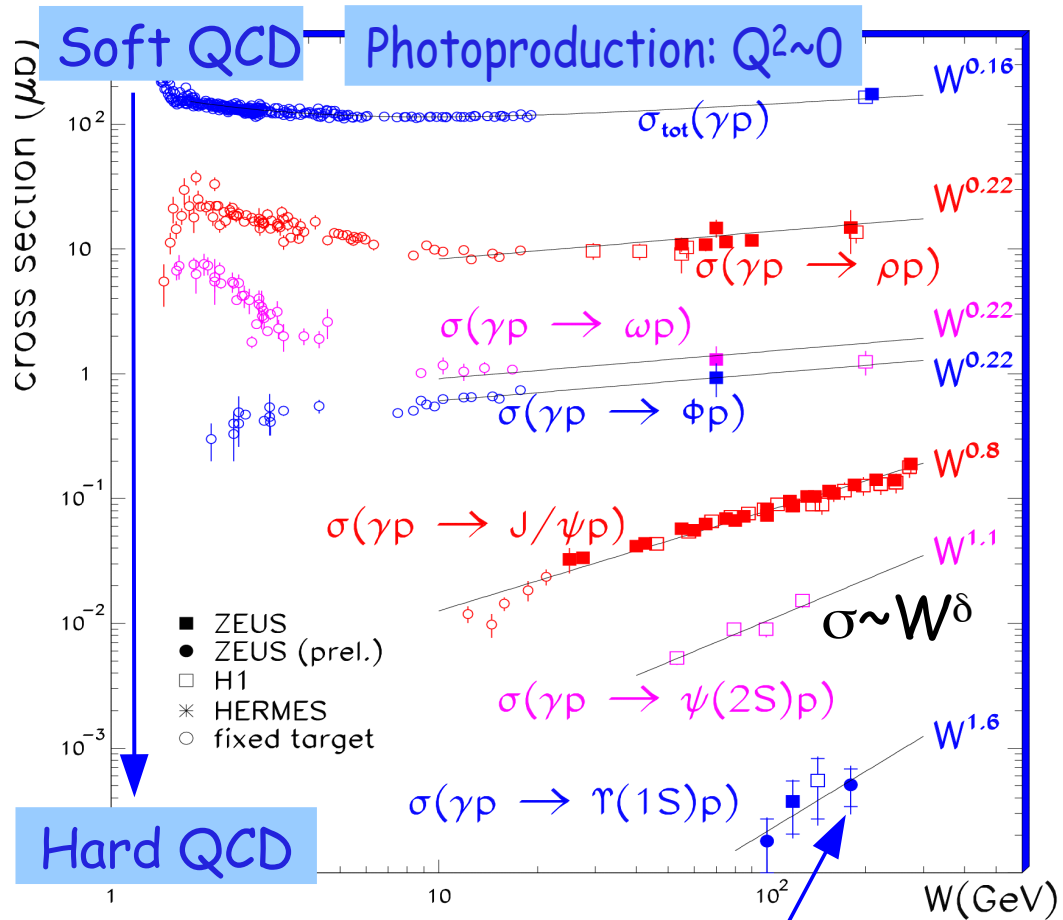 Soft QCD
Photoproduction: Q²~0
cross section (μb)
W^0.16
10²
σ_tot(γp)
W^0.22
10
σ(γp → ρp)
σ(γp → ωp)
W^0.22
1
W^0.22
σ(γp → Φp)
W^0.8
10⁻¹
σ(γp → J/ψp)
W^1.1
10⁻²
■ ZEUS
σ~W^δ
● ZEUS (prel.)
□ H1
σ(γp → ψ(2S)p)
✳ HERMES
○ fixed target
10⁻³
W^1.6
σ(γp → Υ(1S)p)
Hard QCD
1
10
10²
W(GeV)